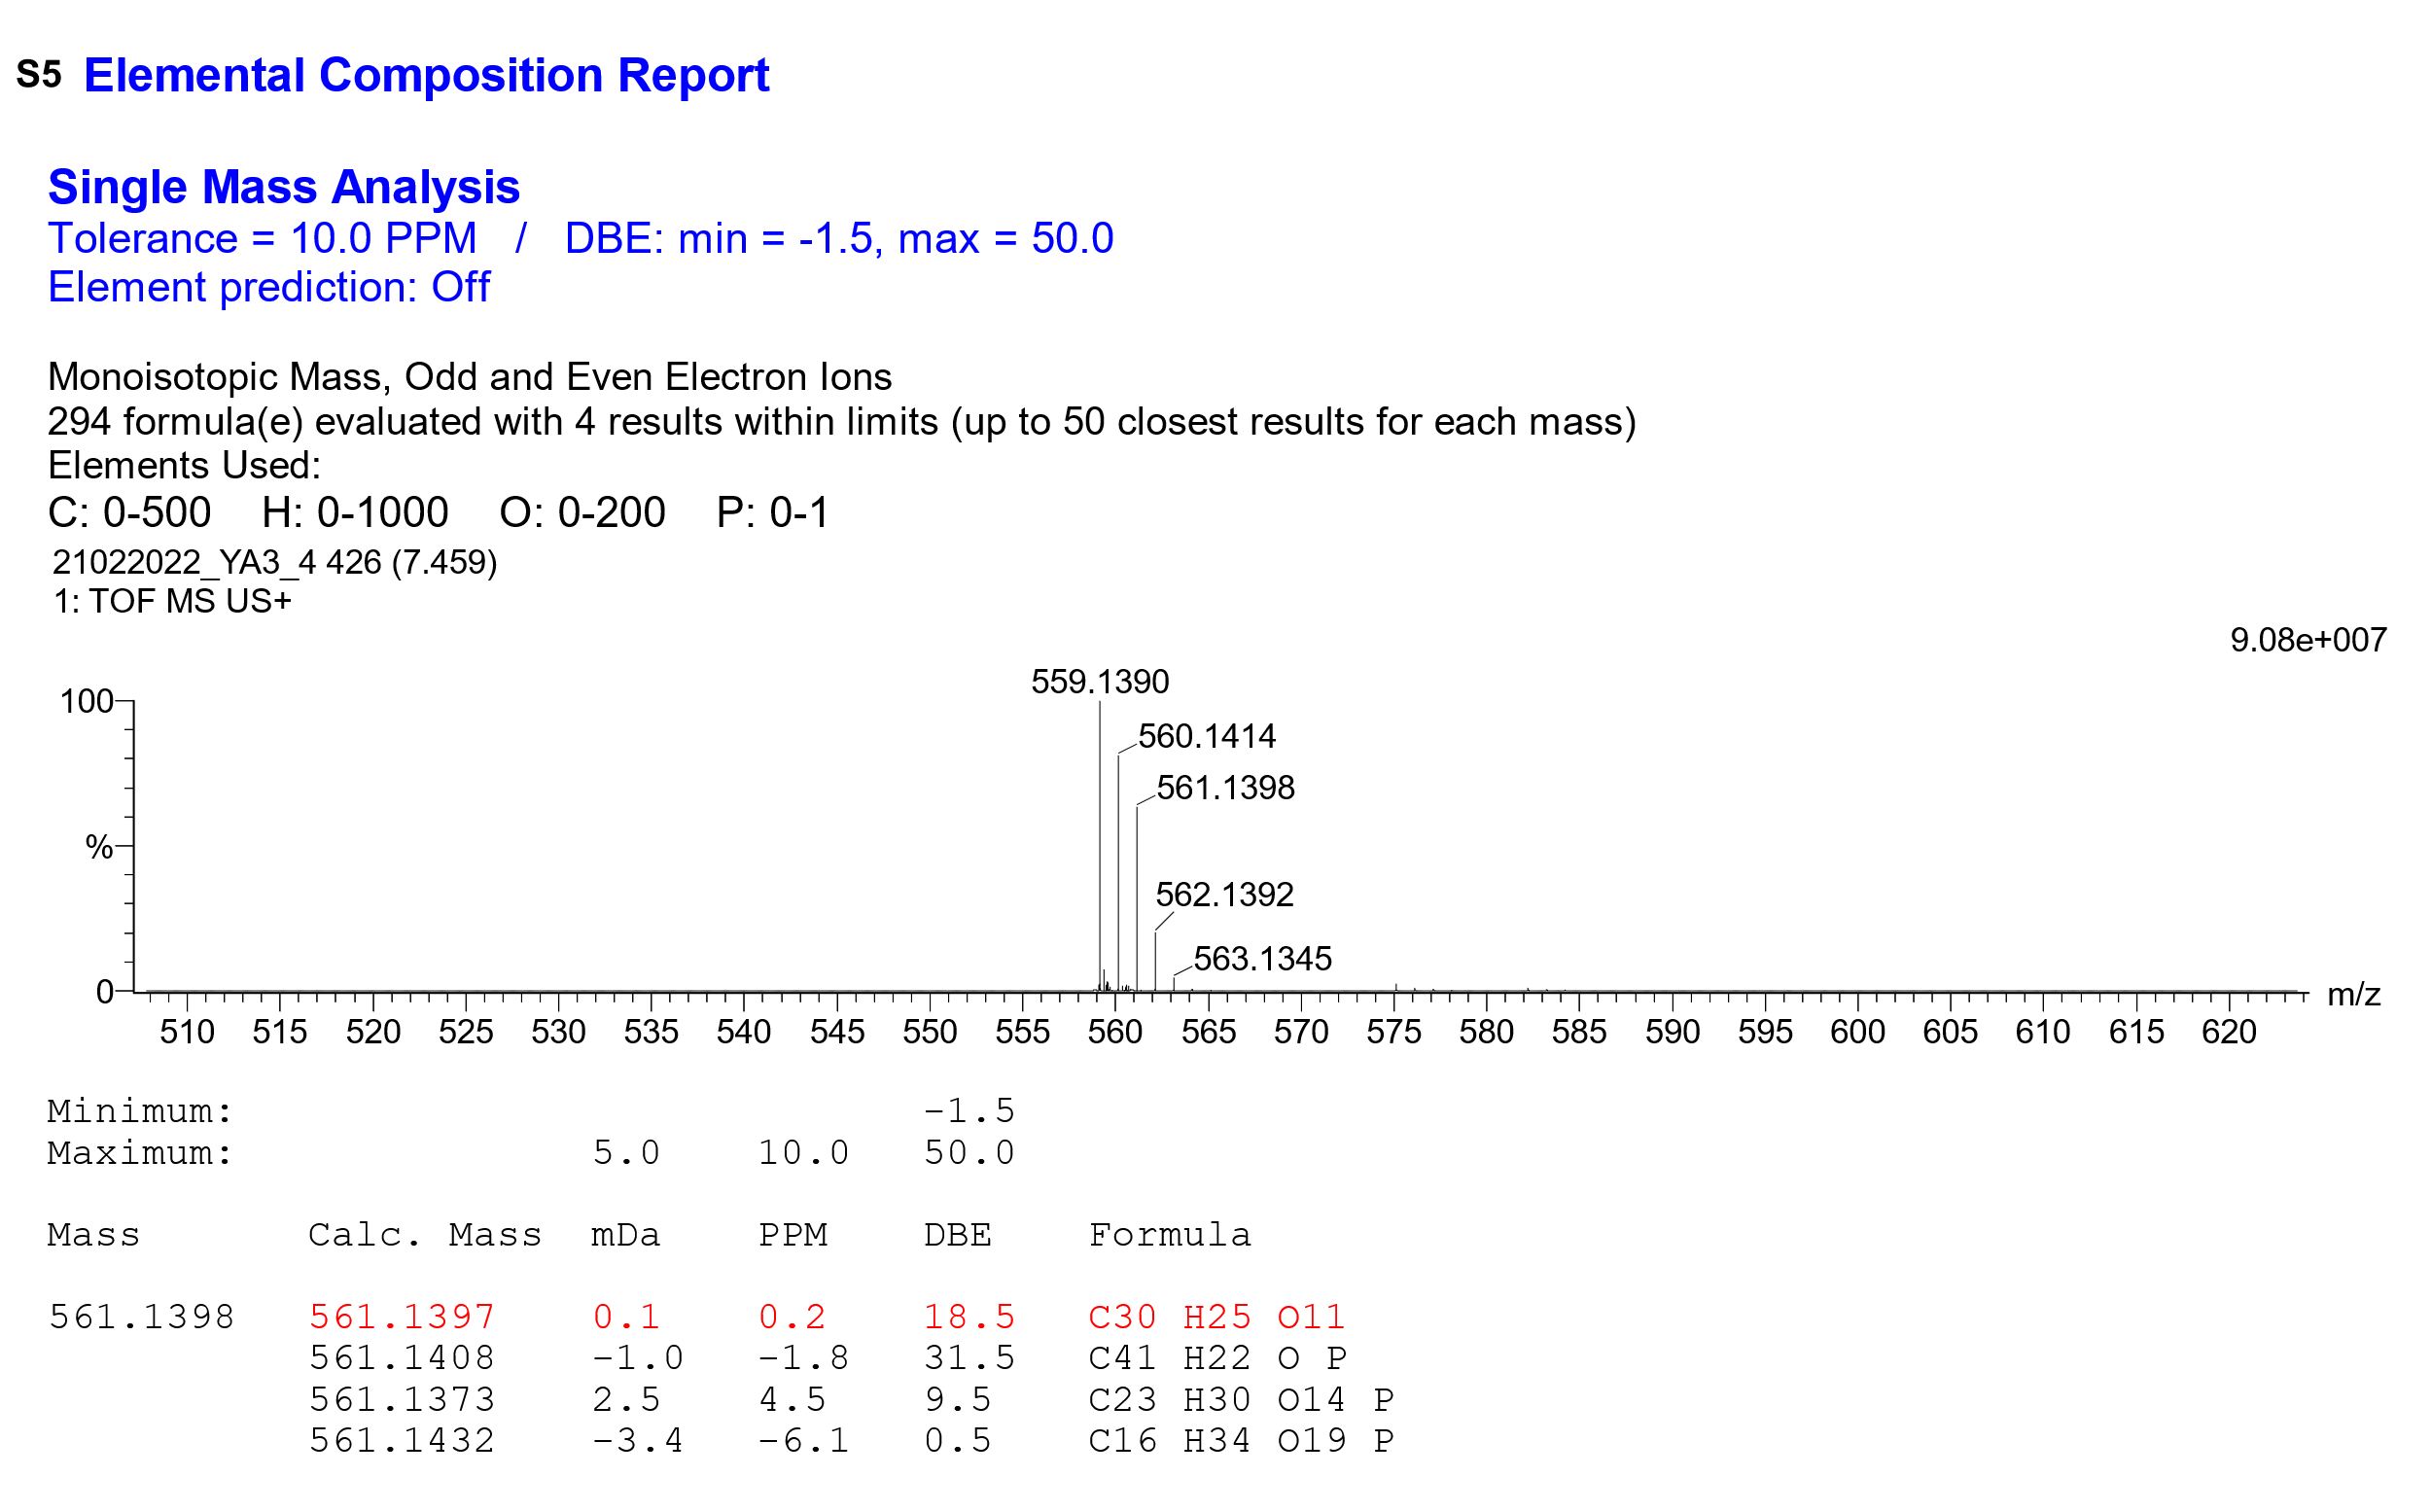 S5 Elemental Composition Report
Single Mass Analysis
Tolerance = 10.0 PPM / DBE: min = -1.5, max = 50.0
Element prediction: Off
Monoisotopic Mass, Odd and Even Electron Ions
294 formula(e) evaluated with 4 results within limits (up to 50 closest results for each mass)
Elements Used:
C: 0-500 H: 0-1000 O: 0-200 P: 0-1
21022022_YA3_4 426 (7.459)
1: TOF MS US+
9.08e+007
559.1390
100
560.1414
561.1398
%
562.1392
563.1345
0
m/z
510 515 520 525 530 535 540 545 550 555 560 565 570 575 580 585 590 595 600 605 610 615 620
Minimum: -1.5
Maximum: 5.0 10.0 50.0
Mass Calc. Mass mDa PPM DBE Formula
561.1398 561.1397 0.1 0.2 18.5 C30 H25 O11
561.1408 -1.0 -1.8 31.5 C41 H22 O P
561.1373 2.5 4.5 9.5 C23 H30 O14 P
561.1432 -3.4 -6.1 0.5 C16 H34 O19 P